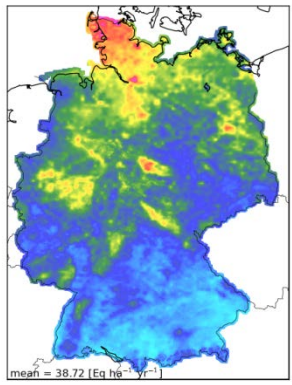 mean = 38.72 [Eq ha⁻¹ yr⁻¹]